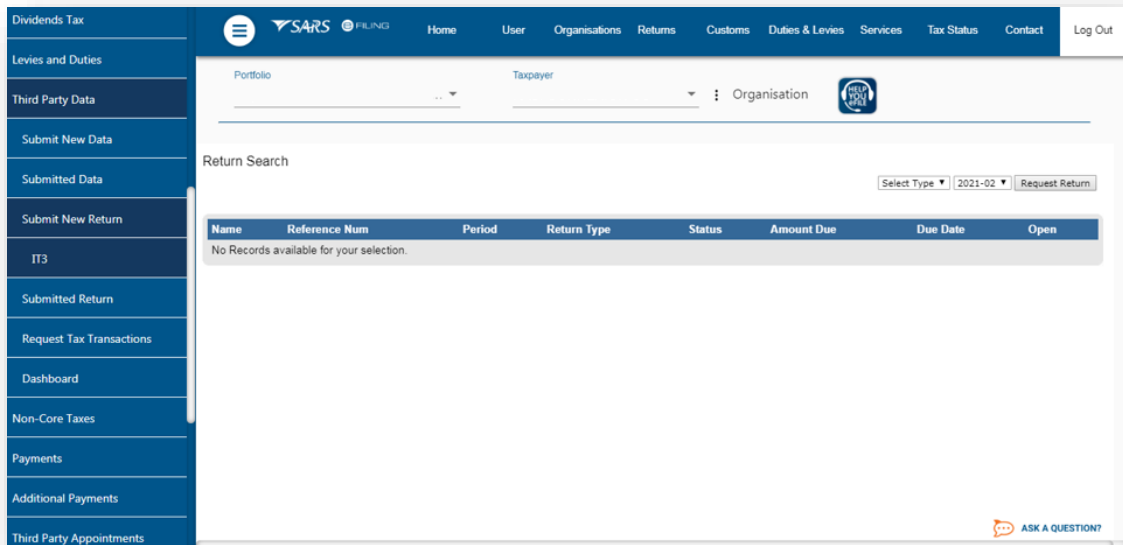 Dividends Tax
Levies and Duties
Third Party Data
Submit New Data
Submitted Data
Submit New Return
IT3
Submitted Return
Request Tax Transactions
Dashboard
Non-Core Taxes
Payments
Additional Payments
Third Party Appointments
SARS e FILING Home User Organisations Returns Customs Duties & Levies Services Tax Status Contact Log Out
Portfolio Taxpayer
.. Organisation HELP YOU eFILE
Return Search
Select Type 2021-02 Request Return
Name Reference Num Period Return Type Status Amount Due Due Date Open
No Records available for your selection.
ASK A QUESTION?